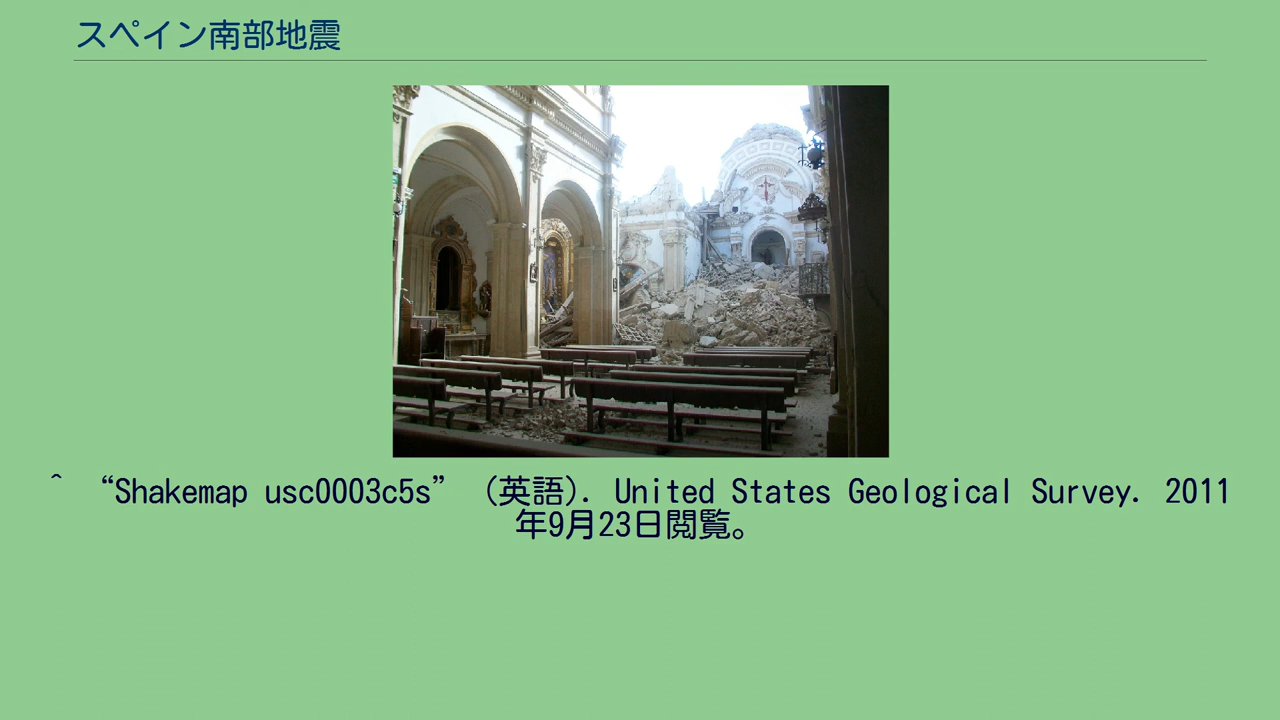 スペイン南部地震
^ “Shakemap usc0003c5s” (英語). United States Geological Survey. 2011
年9月23日閲覧。